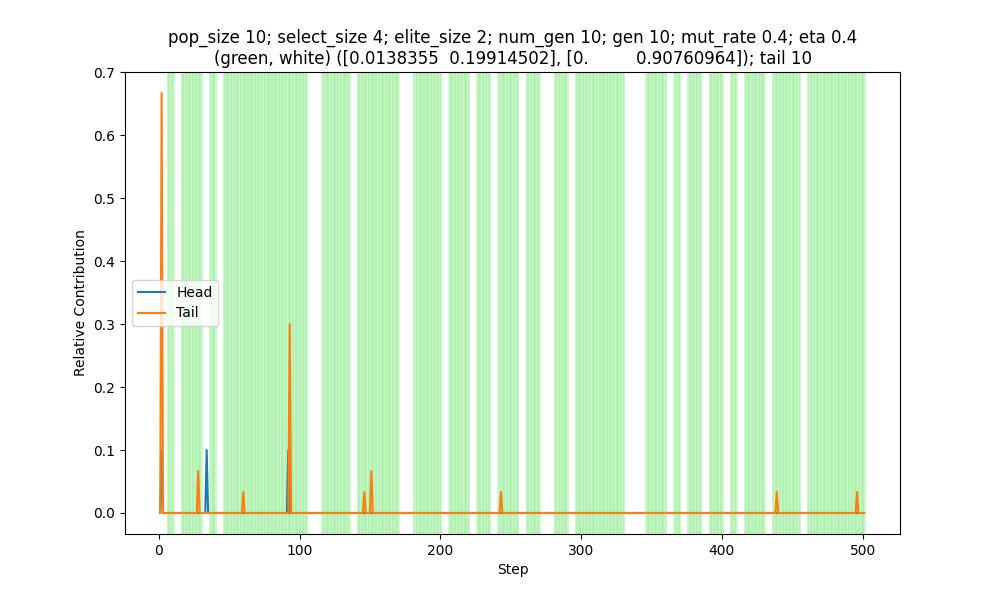 pop_size 10; select_size 4; elite_size 2; num_gen 10; gen 10; mut_rate 0.4; eta 0.4
(green, white) ([0.0138355  0.19914502], [0.         0.90760964]); tail 10
0.7
0.6
0.5
0.4
0.3
0.2
0.1
0.0
Relative Contribution
Head
Tail
0
100
200
300
400
500
Step